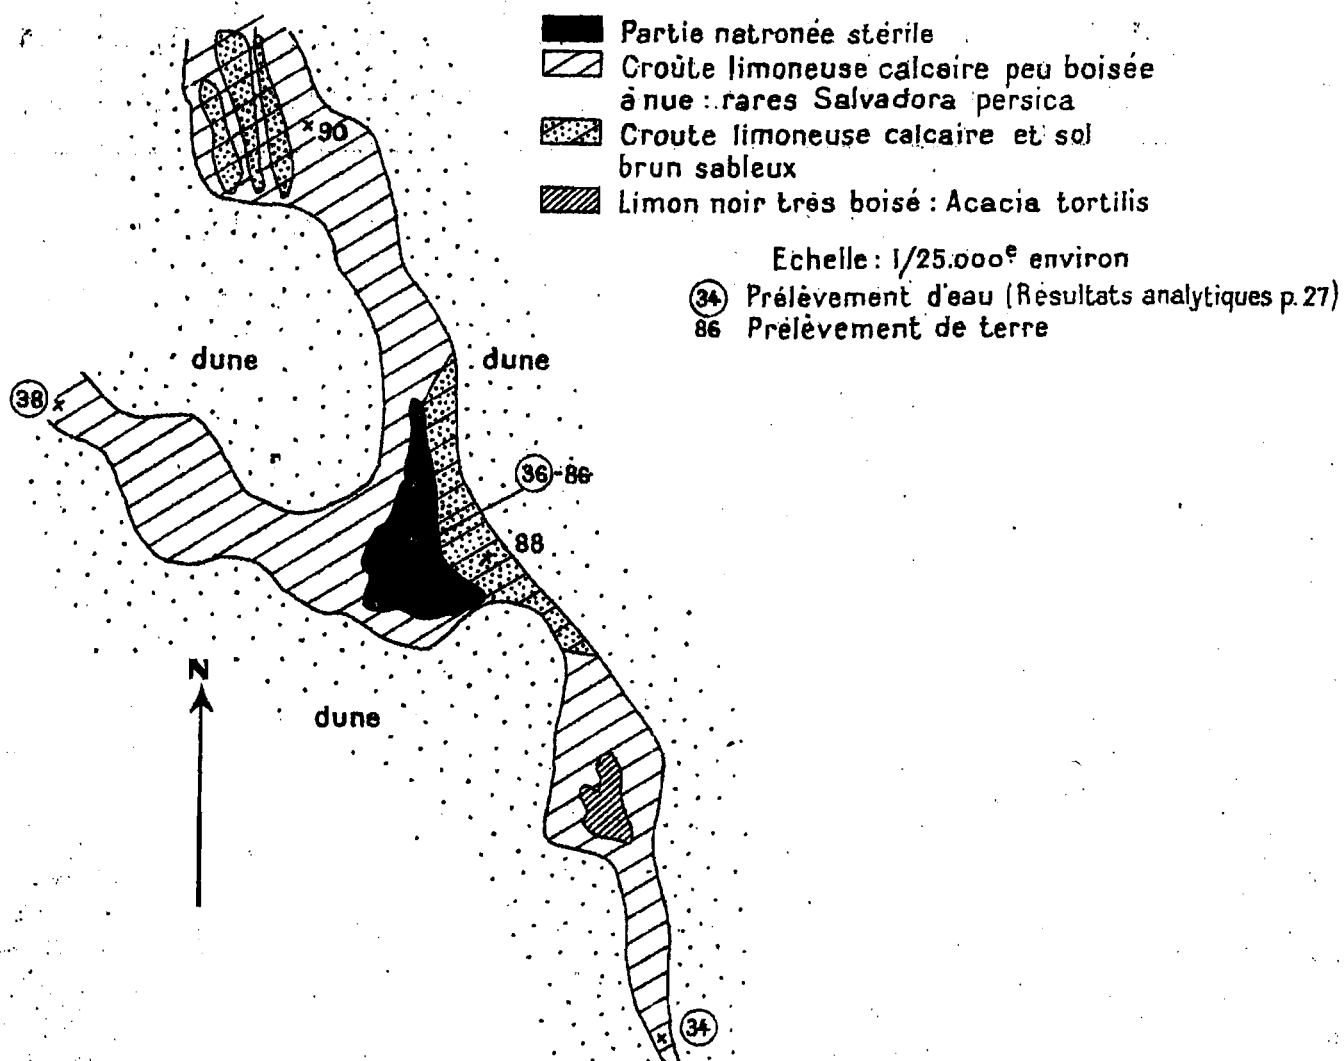 Partie natronée stérile
Croûte limoneuse calcaire peu boisée
à nue : rares Salvadora persica
Croute limoneuse calcaire et sol
brun sableux
Limon noir très boisé : Acacia tortilis
Echelle : 1/25.000e environ
34 Prélèvement d'eau (Résultats analytiques p. 27)
86 Prélèvement de terre
90
dune
dune
38
36-86
88
N
dune
34